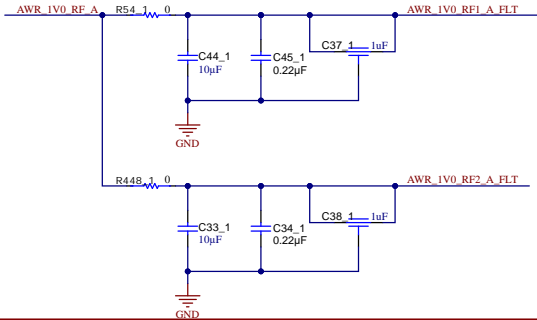 AWR_1V0_RF_A
R54_1
0
AWR_1V0_RF1_A_FLT
C44_1
10µF
C45_1
0.22µF
C37_1
1uF
GND
R448_1
0
AWR_1V0_RF2_A_FLT
C33_1
10µF
C34_1
0.22µF
C38_1
1uF
GND